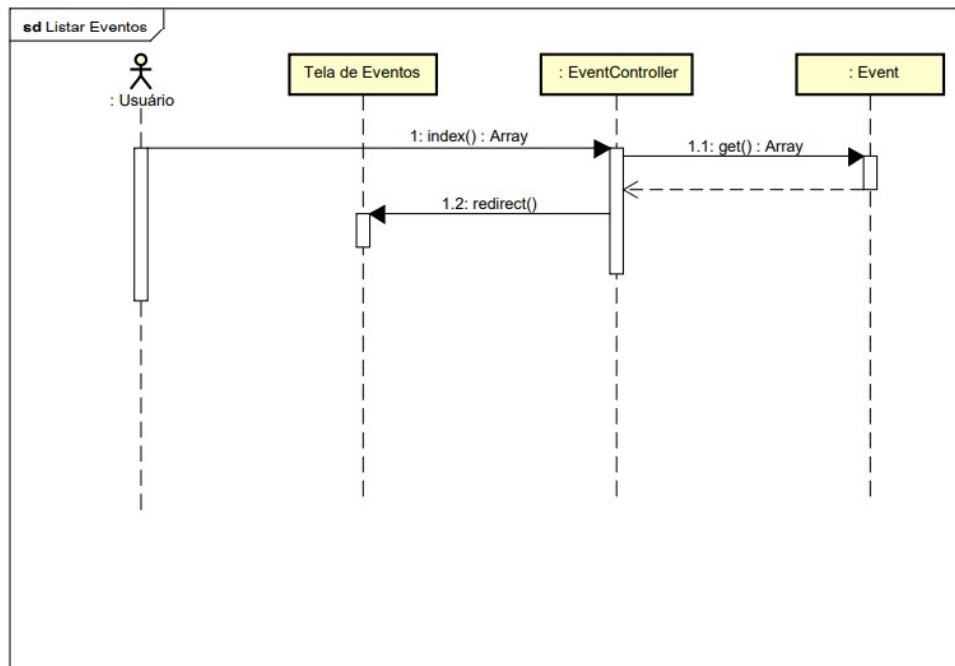 sd Listar Eventos
: Usuário
Tela de Eventos
: EventController
: Event
1: index() : Array
1.1: get() : Array
1.2: redirect()